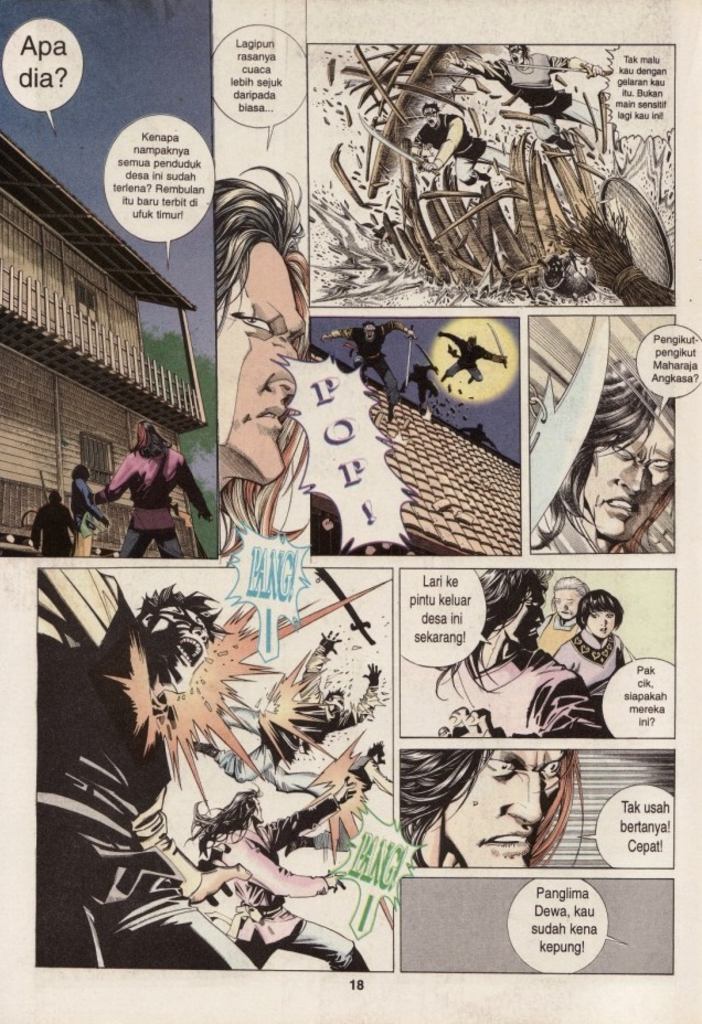 Apa
dia?
Kenapa
nampaknya
semua penduduk
desa ini sudah
terlena? Rembulan
itu baru terbit di
ufuk timur!
Lagipun
rasanya
cuaca
lebih sejuk
daripada
biasa...
Tak malu
kau dengan
gelaran kau
itu. Bukan
main sensitif
lagi kau ini!
POP!
Pengikut-
pengikut
Maharaja
Angkasa?
BANG!
BANG!
Lari ke
pintu keluar
desa ini
sekarang!
Pak
cik,
siapakah
mereka
ini?
Tak usah
bertanya!
Cepat!
Panglima
Dewa, kau
sudah kena
kepung!
18